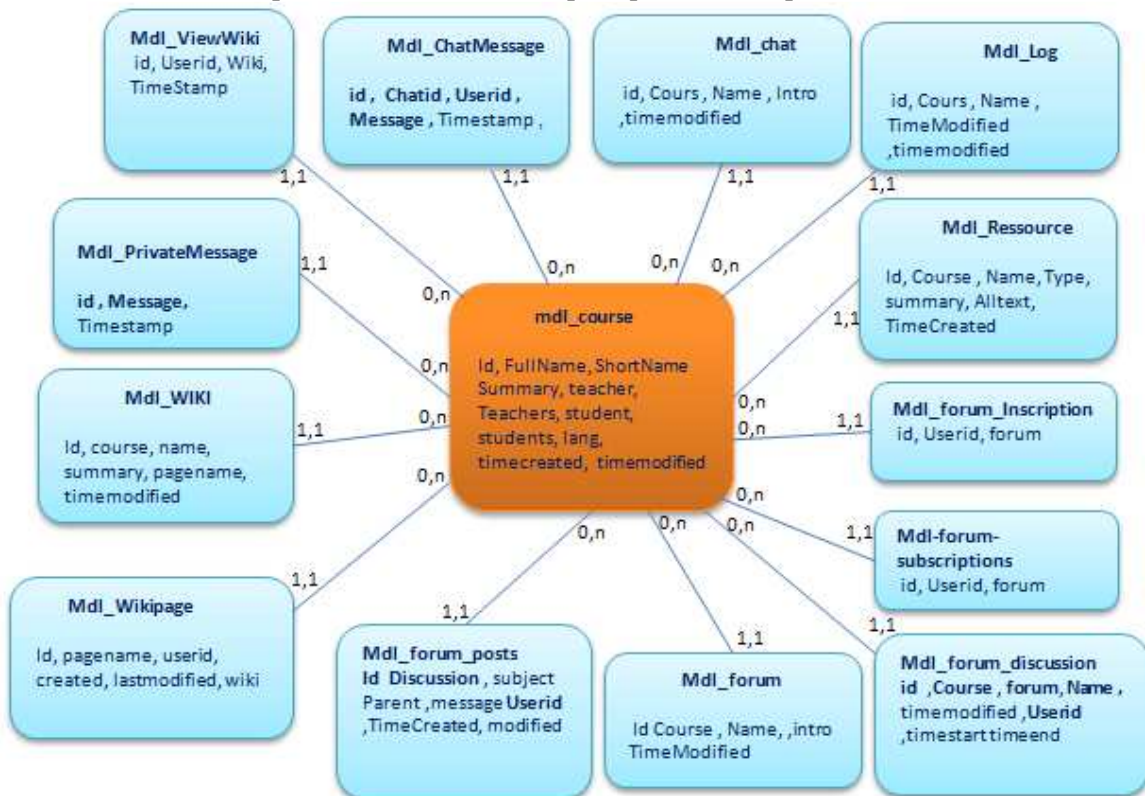 Mdl_ViewWiki
id, Userid, Wiki,
TimeStamp
Mdl_ChatMessage
id , Chatid , Userid ,
Message , Timestamp ,
Mdl_chat
id, Cours , Name , Intro
,timemodified
Mdl_Log
id, Cours , Name ,
TimeModified
,timemodified
1,1
1,1
1,1
1,1
Mdl_PrivateMessage
id , Message,
Timestamp
1,1
0,n
0,n
0,n
0,n
Mdl_Ressource
Id, Course , Name, Type,
summary, Alltext,
TimeCreated
1,1
mdl_course
Id, FullName, ShortName
Summary, teacher,
Teachers, student,
students, lang,
timecreated, timemodified
0,n
0,n
0,n
0,n
0,n
0,n
0,n
0,n
0,n
Mdl_WIKI
Id, course, name,
summary, pagename,
timemodified
1,1
Mdl_forum_Inscription
id, Userid, forum
1,1
Mdl-forum-
subscriptions
id, Userid, forum
1,1
Mdl_Wikipage
Id, pagename, userid,
created, lastmodified, wiki
1,1
Mdl_forum_posts
Id Discussion , subject
Parent ,message Userid
,TimeCreated, modified
1,1
Mdl_forum
Id Course , Name, ,intro
TimeModified
1,1
Mdl_forum_discussion
id ,Course , forum, Name ,
timemodified ,Userid
,timestart timeend
1,1